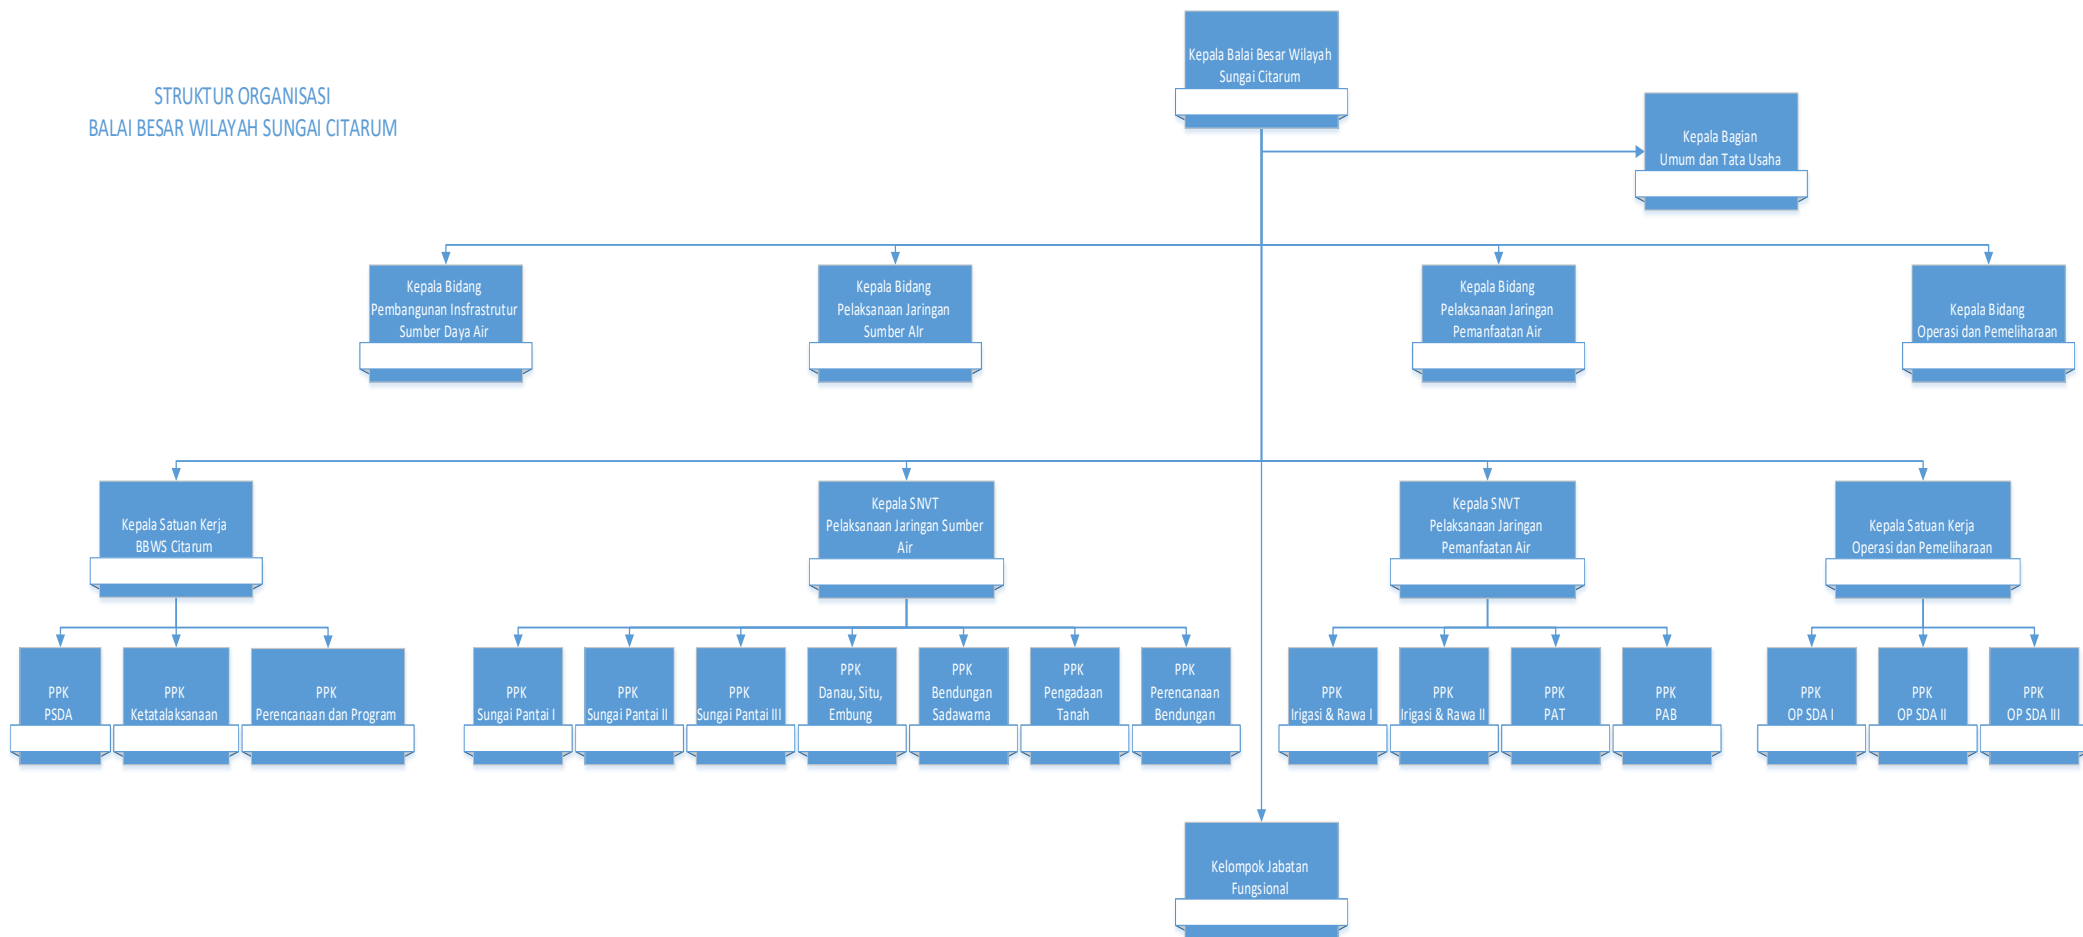 STRUKTUR ORGANISASI
BALAI BESAR WILAYAH SUNGAI CITARUM
Kepala Balai Besar Wilayah
Sungai Citarum
Kepala Bagian
Umum dan Tata Usaha
Kepala Bidang
Pembangunan Insfrastrutur
Sumber Daya Air
Kepala Bidang
Pelaksanaan Jaringan
Sumber AIr
Kepala Bidang
Pelaksanaan Jaringan
Pemanfaatan Air
Kepala Bidang
Operasi dan Pemeliharaan
Kepala Satuan Kerja
BBWS Citarum
Kepala SNVT
Pelaksanaan Jaringan Sumber
Air
Kepala SNVT
Pelaksanaan Jaringan
Pemanfaatan Air
Kepala Satuan Kerja
Operasi dan Pemeliharaan
PPK
PSDA
PPK
Ketatalaksanaan
PPK
Perencanaan dan Program
PPK
Sungai Pantai I
PPK
Sungai Pantai II
PPK
Sungai Pantai III
PPK
Danau, Situ,
Embung
PPK
Bendungan
Sadawarna
PPK
Pengadaan
Tanah
PPK
Perencanaan
Bendungan
PPK
Irigasi & Rawa I
PPK
Irigasi & Rawa II
PPK
PAT
PPK
PAB
PPK
OP SDA I
PPK
OP SDA II
PPK
OP SDA III
Kelompok Jabatan
Fungsional